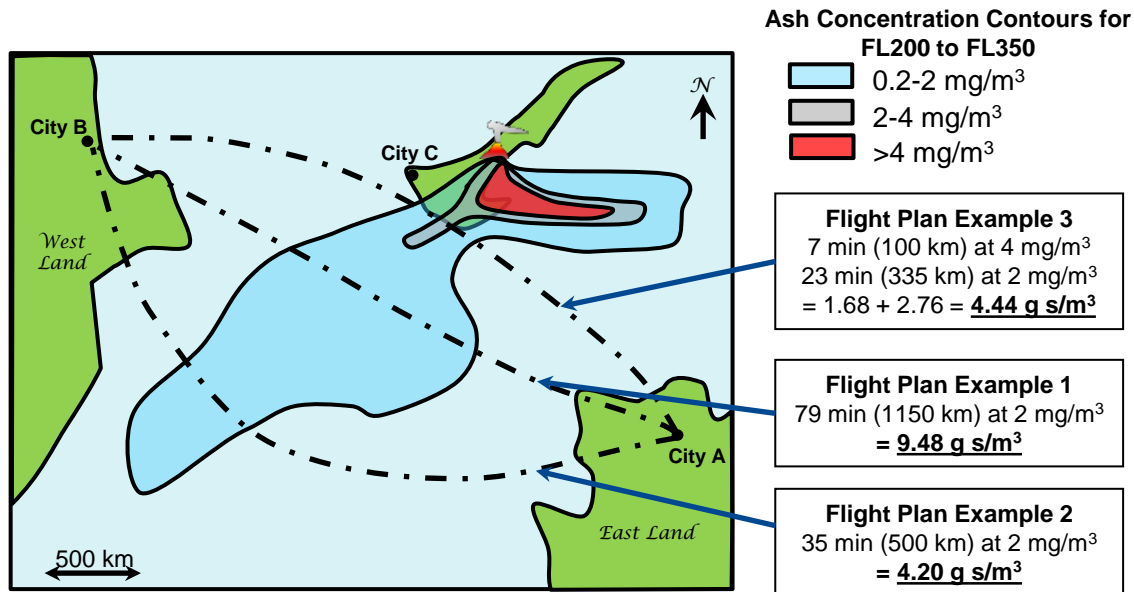 Ash Concentration Contours for
FL200 to FL350
0.2-2 mg/m³
2-4 mg/m³
>4 mg/m³
N
City B
City C
West
Land
City A
East Land
500 km
Flight Plan Example 3
7 min (100 km) at 4 mg/m³
23 min (335 km) at 2 mg/m³
= 1.68 + 2.76 = 4.44 g s/m³
Flight Plan Example 1
79 min (1150 km) at 2 mg/m³
= 9.48 g s/m³
Flight Plan Example 2
35 min (500 km) at 2 mg/m³
= 4.20 g s/m³